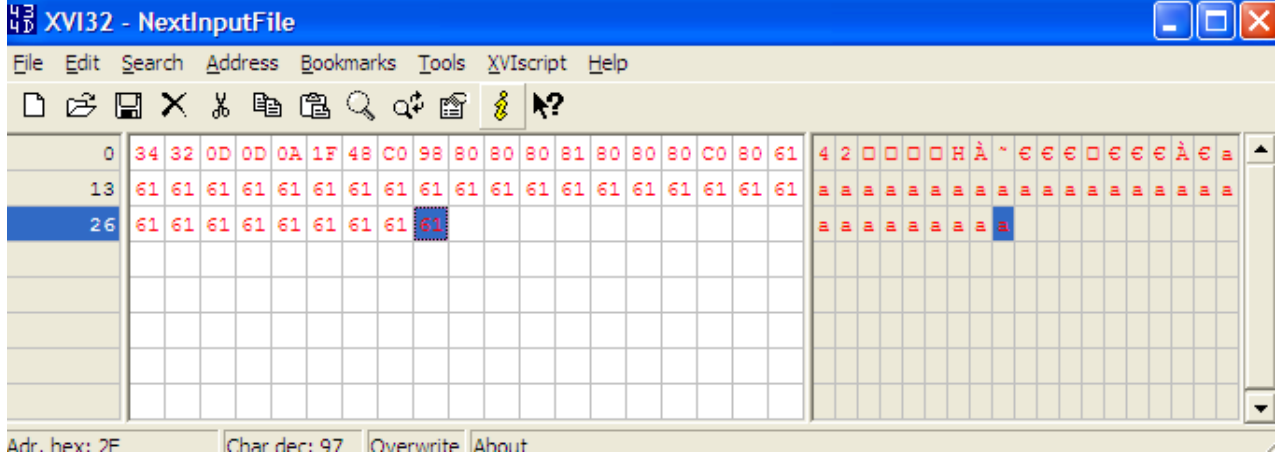 43
4D
XVI32 - NextInputFile
File Edit Search Address Bookmarks Tools XVIscript Help
0 34 32 0D 0D 0A 1F 48 C0 98 80 80 80 81 80 80 80 C0 80 61 4 2 □ □ □ □ H À ˜ € € € □ € € € À € a
13 61 61 61 61 61 61 61 61 61 61 61 61 61 61 61 61 61 61 61 a a a a a a a a a a a a a a a a a a a
26 61 61 61 61 61 61 61 61 61 a a a a a a a a a
Adr. hex: 2E Char dec: 97 Overwrite About